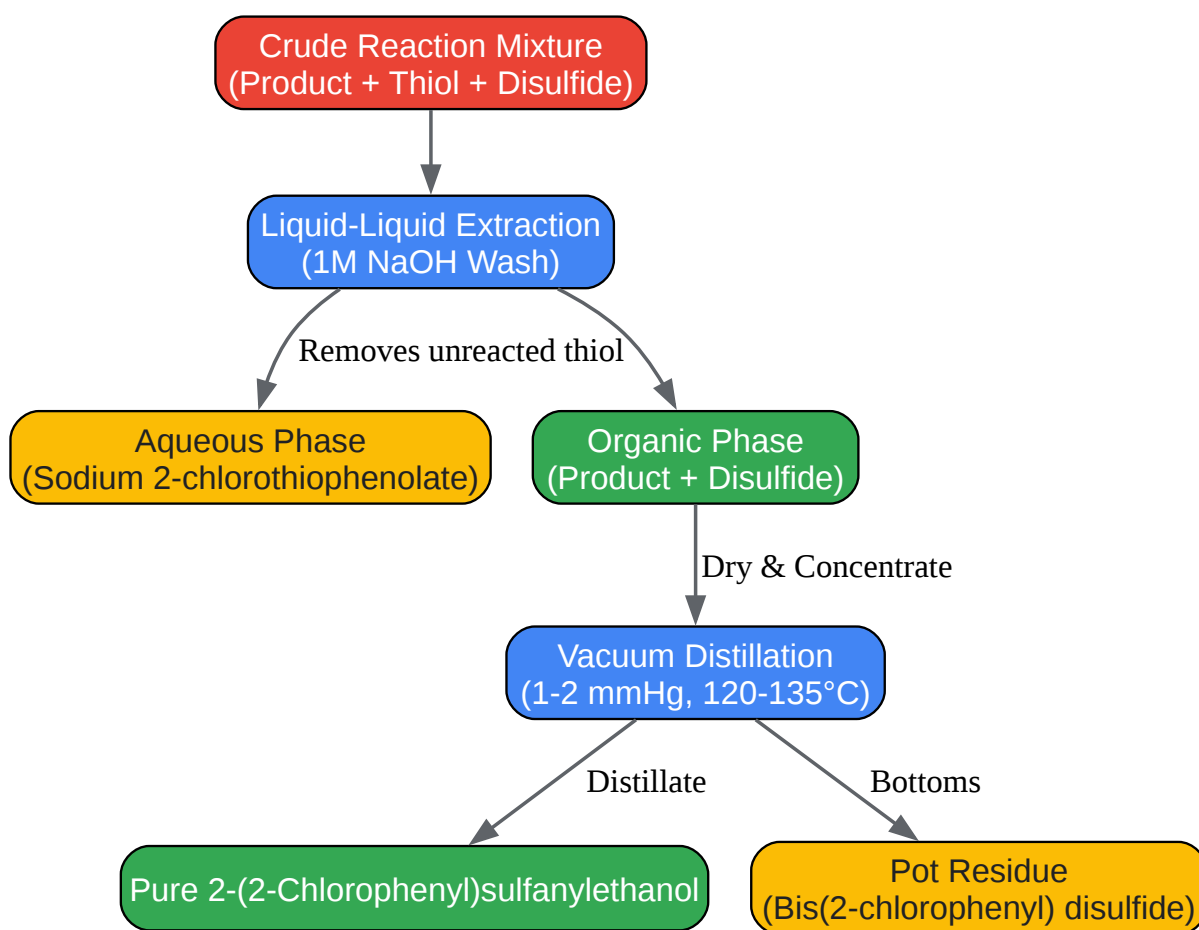 Crude Reaction Mixture
(Product + Thiol + Disulfide)
Liquid-Liquid Extraction
(1M NaOH Wash)
Removes unreacted thiol
Aqueous Phase
(Sodium 2-chlorothiophenolate)
Organic Phase
(Product + Disulfide)
Dry & Concentrate
Vacuum Distillation
(1-2 mmHg, 120-135°C)
Distillate
Bottoms
Pure 2-(2-Chlorophenyl)sulfanylethanol
Pot Residue
(Bis(2-chlorophenyl) disulfide)